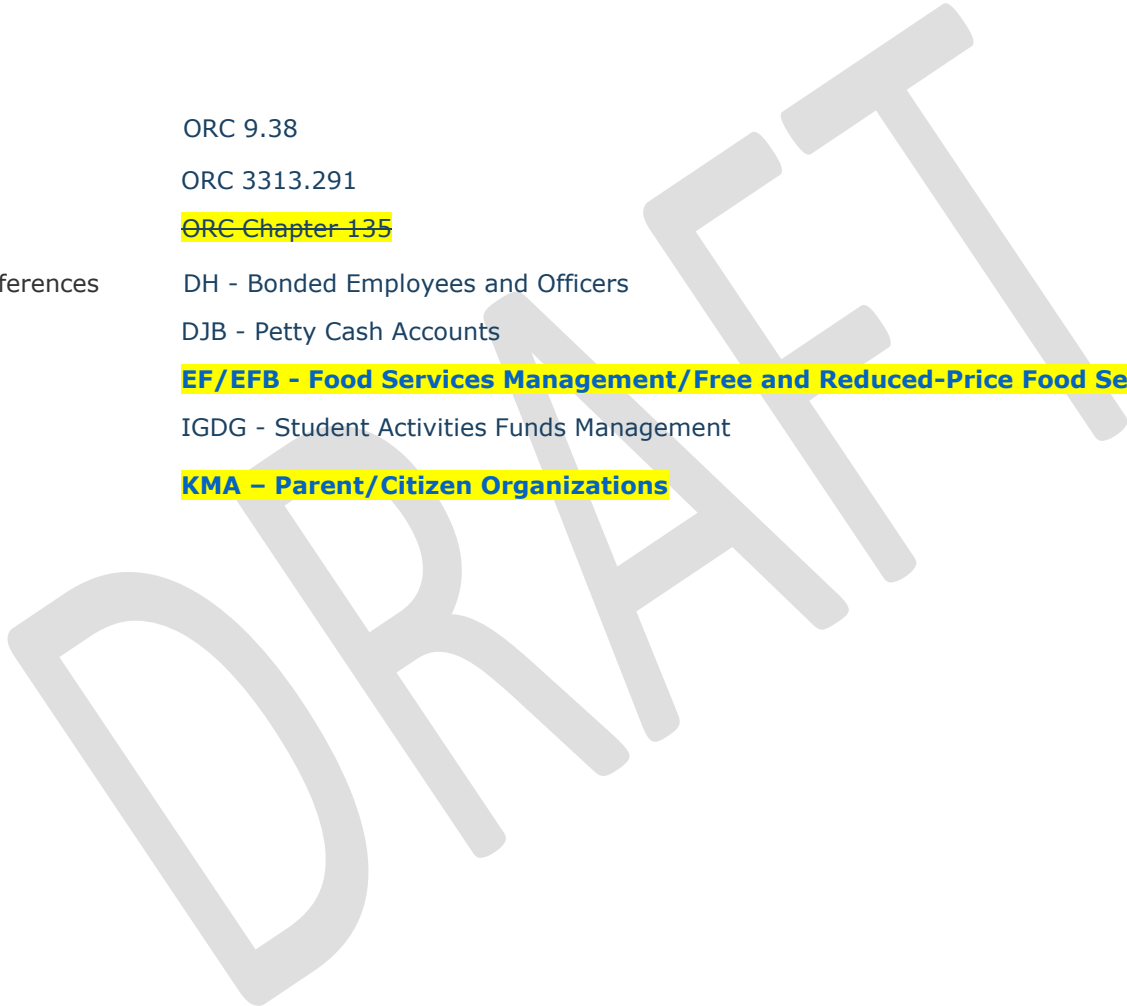 ORC 9.38
ORC 3313.291
ORC Chapter 135
ferences DH - Bonded Employees and Officers
DJB - Petty Cash Accounts
EF/EFB - Food Services Management/Free and Reduced-Price Food Se
IGDG - Student Activities Funds Management
KMA – Parent/Citizen Organizations
DRAFT